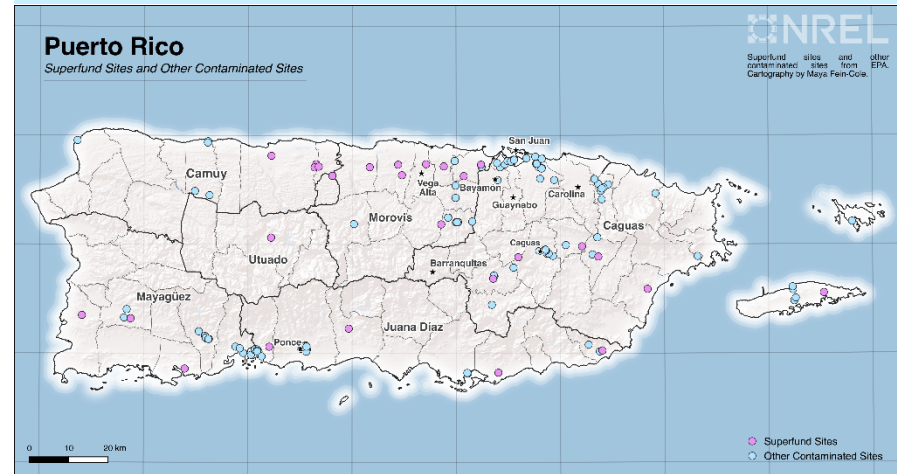 Puerto Rico
Superfund Sites and Other Contaminated Sites
NREL
Superfund sites and other
contaminated sites from EPA.
Cartography by Maya Fein-Cole.
San Juan
Camuy
Vega
Alta
Bayamon
Carolina
Guaynabo
Morovis
Caguas
Caguas
Utuado
Barranquitas
Mayagüez
Juana Diaz
Ponce
0 10 20 km
Superfund Sites
Other Contaminated Sites